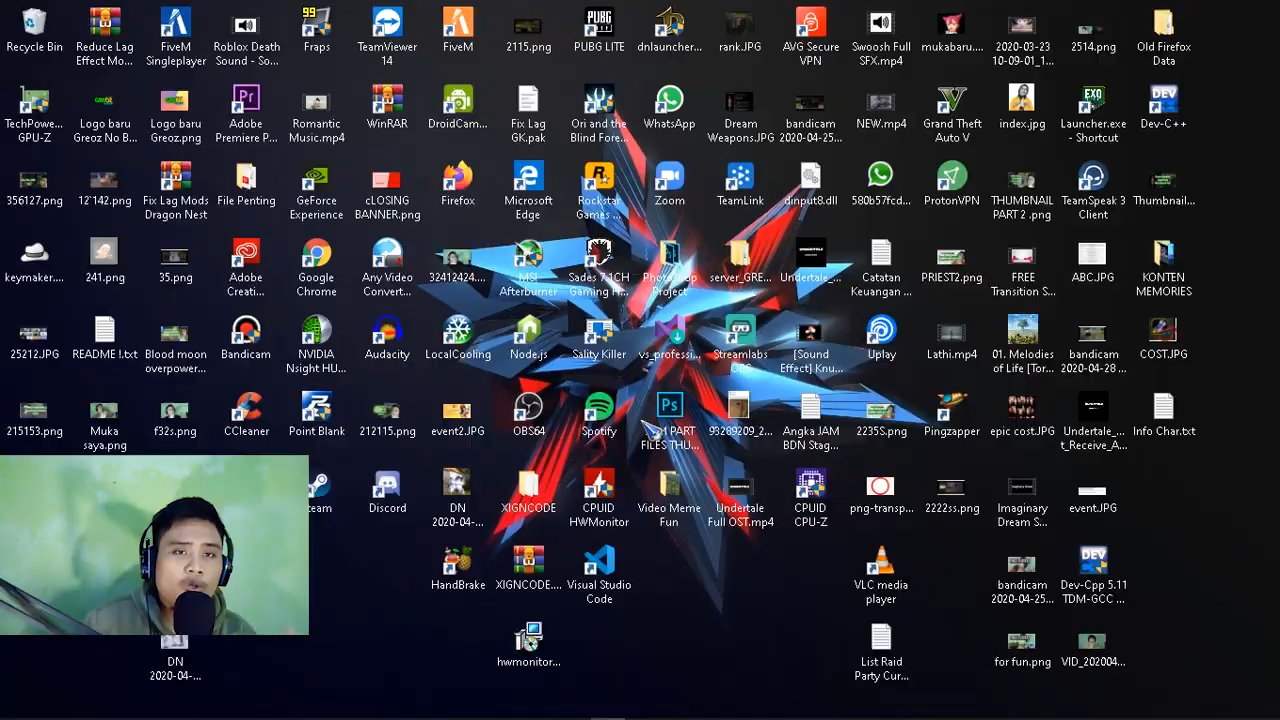 Recycle Bin
Reduce Lag
Effect Mo...
FiveM
Singleplayer
Roblox Death
Sound - So...
99
Fraps
TeamViewer
14
FiveM
2115.png
PUBG
LITE
PUBG LITE
dnlauncher...
rank.JPG
AVG Secure
VPN
Swoosh Full
SFX.mp4
mukabaru....
2020-03-23
10-09-01_1...
2514.png
Old Firefox
Data
TechPowe...
GPU-Z
Logo baru
Greoz No B...
Logo baru
Greoz.png
Pr
Adobe
Premiere P...
Romantic
Music.mp4
WinRAR
DroidCam...
Fix Lag
GK.pak
Ori and the
Blind Fore...
WhatsApp
Dream
Weapons.JPG
bandicam
2020-04-25...
NEW.mp4
Grand Theft
Auto V
index.jpg
EXO
Launcher.exe
- Shortcut
DEV
Dev-C++
356127.png
12'142.png
Fix Lag Mods
Dragon Nest
File Penting
GeForce
Experience
cLOSING
BANNER.png
Firefox
Microsoft
Edge
Rockstar
Games ...
Zoom
TeamLink
dinput8.dll
580b57fcd...
ProtonVPN
THUMBNAIL
PART 2 .png
TeamSpeak 3
Client
Thumbnail...
keymaker....
241.png
35.png
Adobe
Creati...
Google
Chrome
Any Video
Convert...
32412424....
MSI
Afterburner
Sades 7.1CH
Gaming H...
Photoshop
Project
server_GRE...
UNDERTALE
Undertale_...
Catatan
Keuangan ...
PRIEST2.png
FREE
Transition S...
ABC.JPG
KONTEN
MEMORIES
25212.JPG
README !.txt
Blood moon
overpower...
Bandicam
NVIDIA
Nsight HU...
Audacity
LocalCooling
Node.js
Sality Killer
vs_professi...
Streamlabs
OBS
[Sound
Effect] Knu...
Uplay
Lathi.mp4
01. Melodies
of Life [Tor...
bandicam
2020-04-28 ...
COST.JPG
215153.png
Muka
saya.png
f32s.png
CCleaner
Point Blank
212115.png
event2.JPG
OBS64
Spotify
Ps
PART
FILES THU...
93289209_2...
Angka JAM
BDN Stag...
2235S.png
Pingzapper
epic cost.JPG
Undertale_...
t_Receive_A...
Info Char.txt
Discord
DN
2020-04-...
XIGNCODE
CPUID
HWMonitor
Video Meme
Fun
UNDERTALE
Undertale
Full OST.mp4
CPUID
CPU-Z
png-transp...
2222ss.png
Imaginary
Dream S...
event.JPG
HandBrake
XIGNCODE....
Visual Studio
Code
VLC media
player
bandicam
2020-04-25...
DEV
Dev-Cpp 5.11
TDM-GCC ...
DN
2020-04-...
hwmonitor...
List Raid
Party Cur...
for fun.png
VID_202004...